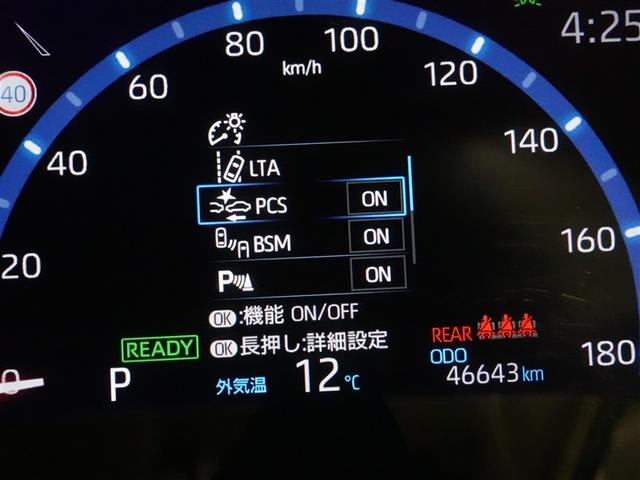 4:25
80
100
km/h
60
120
40
40
140
LTA
PCS ON
BSM ON
20
160
P ON
OK:機能 ON/OFF
OK長押し:詳細設定
READY
REAR
ODO
180
0
P
外気温 12℃
46643km